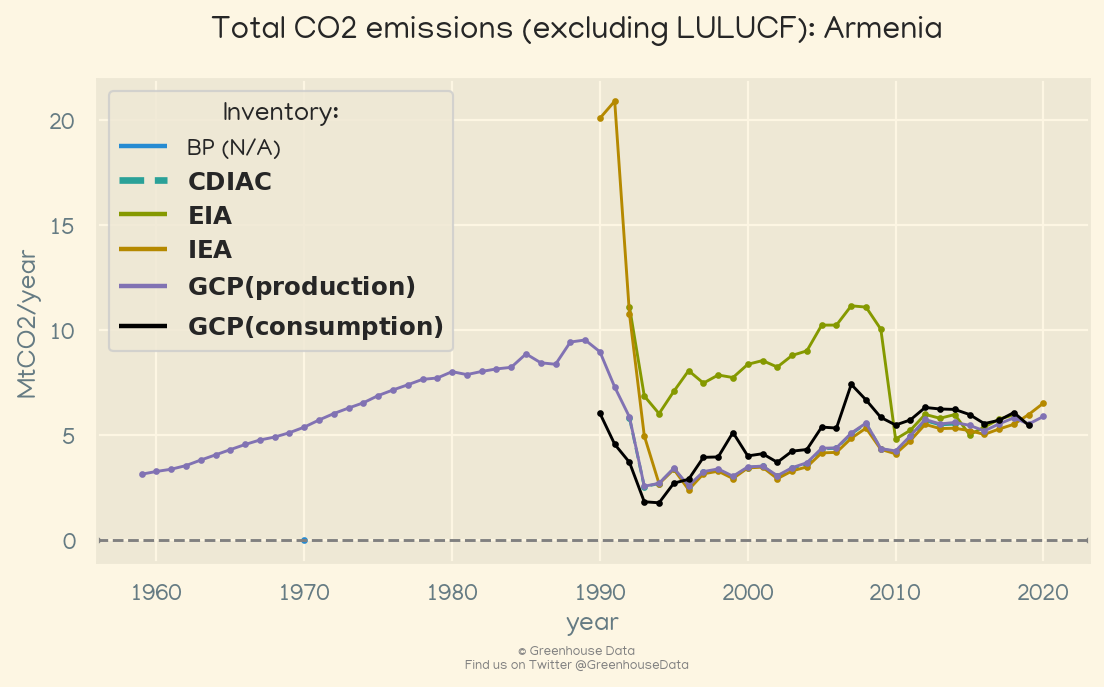 Total CO2 emissions (excluding LULUCF): Armenia
Inventory:
BP (N/A)
CDIAC
EIA
IEA
GCP(production)
GCP(consumption)
MtCO2/year
20
15
10
5
0
1960 1970 1980 1990 2000 2010 2020
year
© Greenhouse Data
Find us on Twitter @GreenhouseData